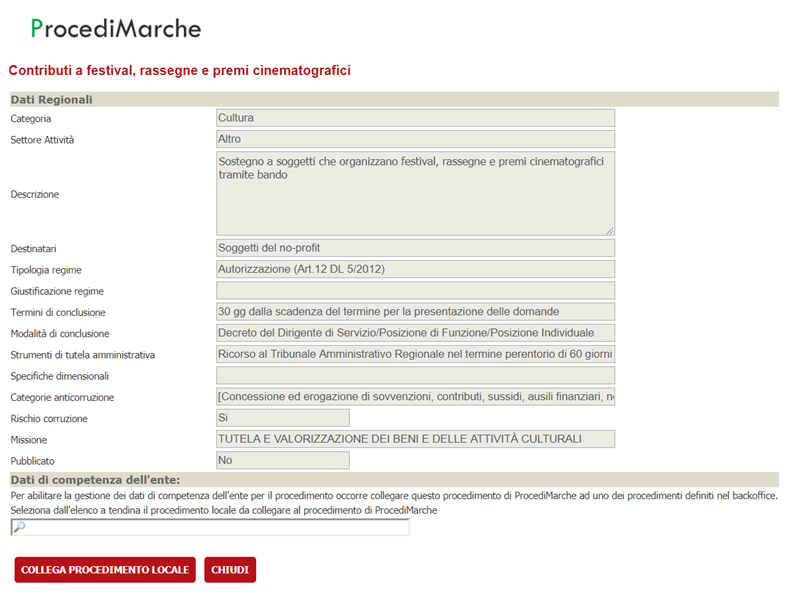 ProcediMarche
Contributi a festival, rassegne e premi cinematografici
Dati Regionali
Categoria Cultura
Settore Attività Altro
Descrizione Sostegno a soggetti che organizzano festival, rassegne e premi cinematografici
tramite bando
Destinatari Soggetti del no-profit
Tipologia regime Autorizzazione (Art.12 DL 5/2012)
Giustificazione regime
Termini di conclusione 30 gg dalla scadenza del termine per la presentazione delle domande
Modalità di conclusione Decreto del Dirigente di Servizio/Posizione di Funzione/Posizione Individuale
Strumenti di tutela amministrativa Ricorso al Tribunale Amministrativo Regionale nel termine perentorio di 60 giorni
Specifiche dimensionali
Categorie anticorruzione [Concessione ed erogazione di sovvenzioni, contributi, sussidi, ausili finanziari,
Rischio corruzione Si
Missione TUTELA E VALORIZZAZIONE DEI BENI E DELLE ATTIVITÀ CULTURALI
Pubblicato No
Dati di competenza dell'ente:
Per abilitare la gestione dei dati di competenza dell'ente per il procedimento occorre collegare questo procedimento di ProcediMarche ad uno dei procedimenti definiti nel backoffice.
Seleziona dall'elenco a tendina il procedimento locale da collegare al procedimento di ProcediMarche
COLLEGA PROCEDIMENTO LOCALE CHIUDI